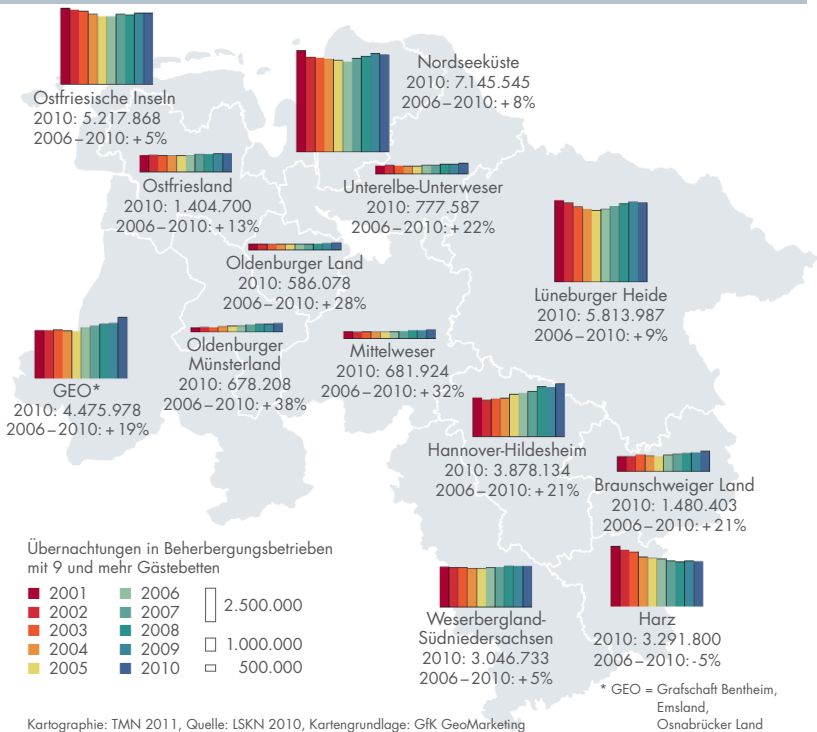 Ostfriesische Inseln
2010: 5.217.868
2006–2010: +5%
Nordseeküste
2010: 7.145.545
2006–2010: +8%
Ostfriesland
2010: 1.404.700
2006–2010: +13%
Unterelbe-Unterweser
2010: 777.587
2006–2010: +22%
Oldenburger Land
2010: 586.078
2006–2010: +28%
Lüneburger Heide
2010: 5.813.987
2006–2010: +9%
GEO*
2010: 4.475.978
2006–2010: +19%
Oldenburger
Münsterland
2010: 678.208
2006–2010: +38%
Mittelweser
2010: 681.924
2006–2010: +32%
Hannover-Hildesheim
2010: 3.878.134
2006–2010: +21%
Braunschweiger Land
2010: 1.480.403
2006–2010: +21%
Weserbergland-
Südniedersachsen
2010: 3.046.733
2006–2010: +5%
Harz
2010: 3.291.800
2006–2010: -5%
Übernachtungen in Beherbergungsbetrieben
mit 9 und mehr Gästebetten
2001 2006
2002 2007
2003 2008
2004 2009
2005 2010
2.500.000
1.000.000
500.000
* GEO = Grafschaft Bentheim,
Emsland,
Osnabrücker Land
Kartographie: TMN 2011, Quelle: LSKN 2010, Kartengrundlage: GfK GeoMarketing